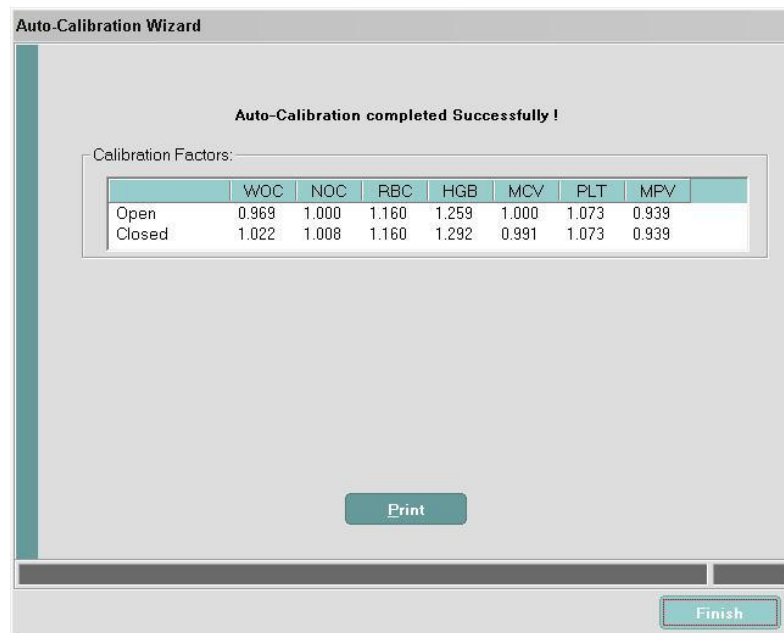 Auto-Calibration Wizard
Auto-Calibration completed Successfully !
Calibration Factors:
WOC NOC RBC HGB MCV PLT MPV
Open 0.969 1.000 1.160 1.259 1.000 1.073 0.939
Closed 1.022 1.008 1.160 1.292 0.991 1.073 0.939
Print
Finish